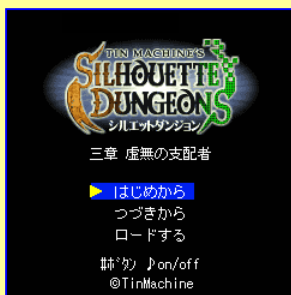 TIN MACHINE'S
SILHOUETTE
DUNGEONS
シルエットダンジョン
三章 虚無の支配者
はじめから
つづきから
ロードする
#ﾎﾞﾀﾝ ♪on/off
©TinMachine